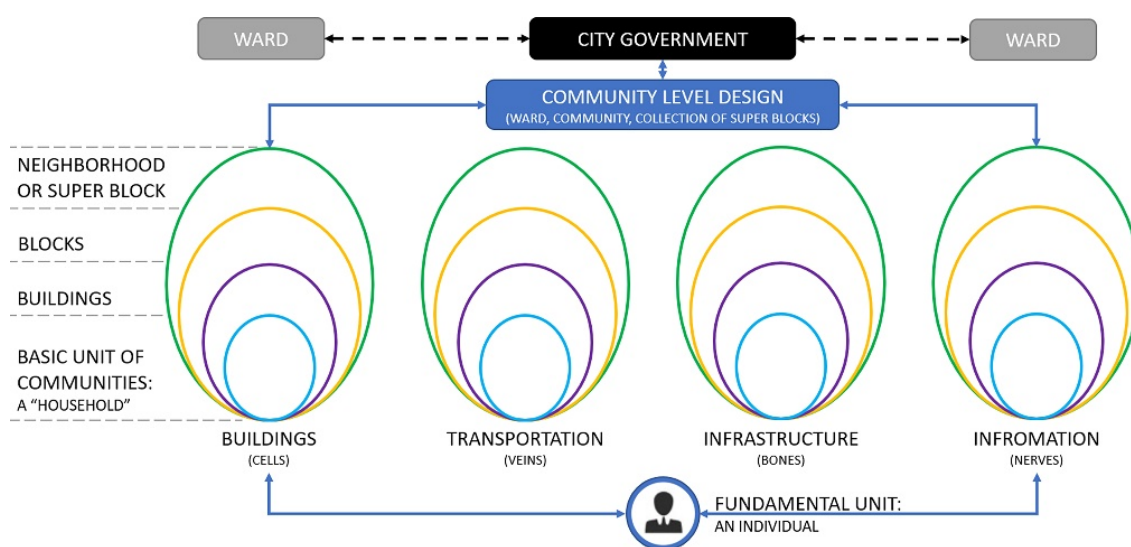 WARD
CITY GOVERNMENT
WARD
COMMUNITY LEVEL DESIGN
(WARD, COMMUNITY, COLLECTION OF SUPER BLOCKS)
NEIGHBORHOOD
OR SUPER BLOCK
BLOCKS
BUILDINGS
BASIC UNIT OF
COMMUNITIES:
A “HOUSEHOLD”
BUILDINGS
(CELLS)
TRANSPORTATION
(VEINS)
INFRASTRUCTURE
(BONES)
INFROMATION
(NERVES)
FUNDAMENTAL UNIT:
AN INDIVIDUAL